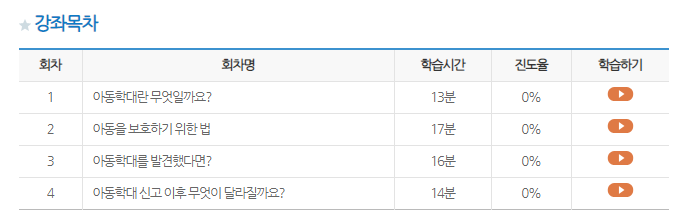 강좌목차
회차 회차명 학습시간 진도율 학습하기
1 아동학대란 무엇일까요? 13분 0%
2 아동을 보호하기 위한 법 17분 0%
3 아동학대를 발견했다면? 16분 0%
4 아동학대 신고 이후 무엇이 달라질까요? 14분 0%